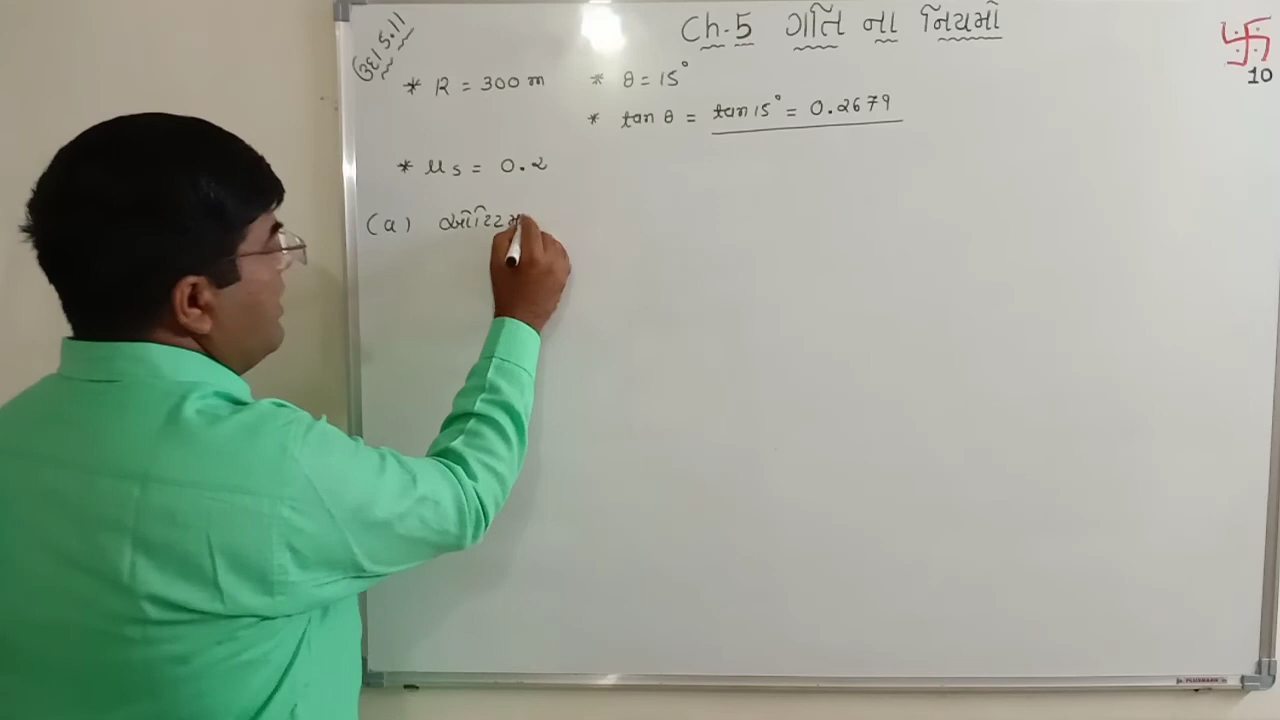 Ch-5 ગતિ ના નિયમો
ઉદા 5.11
* R = 300 m * θ = 15°
* tan θ = tan 15° = 0.2679
* μs = 0.2
(a)
10